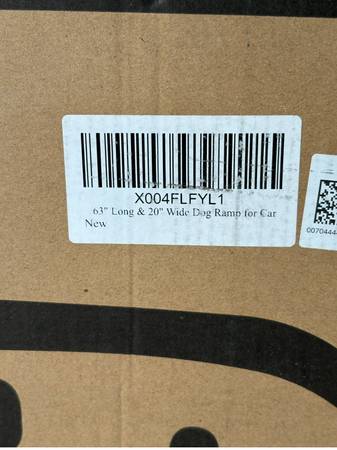 X004FLFYL1
63" Long & 20" Wide Dog Ramp for Car
New